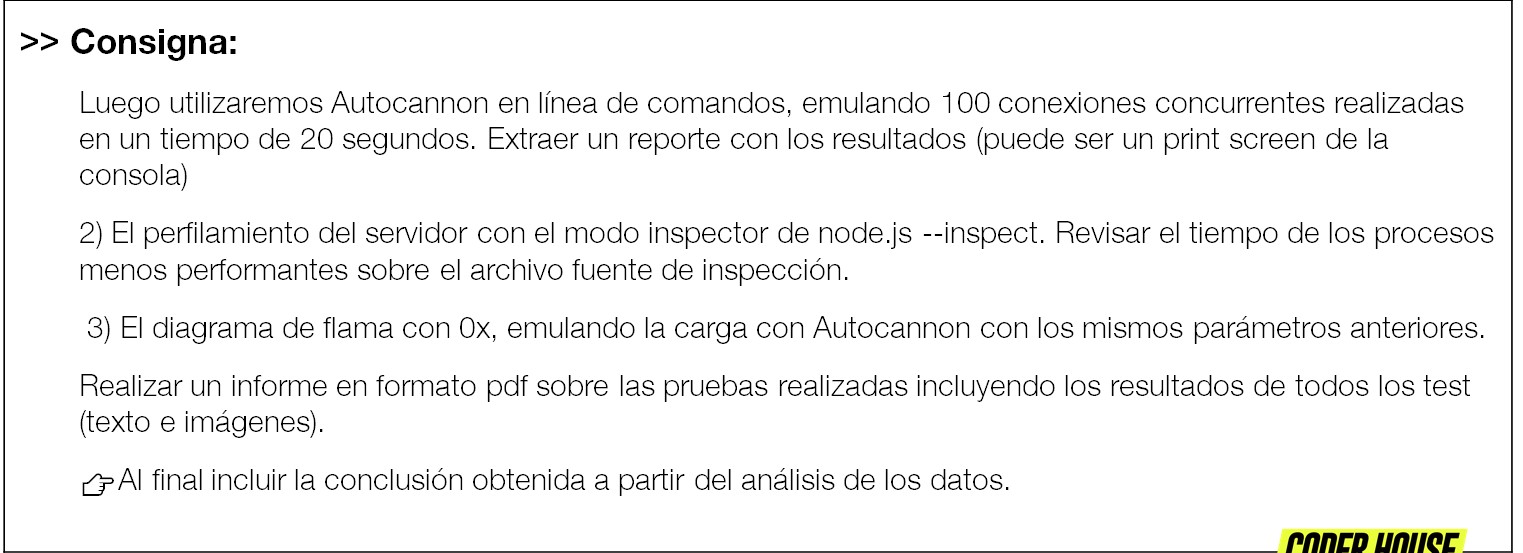 >> Consigna:
Luego utilizaremos Autocannon en línea de comandos, emulando 100 conexiones concurrentes realizadas
en un tiempo de 20 segundos. Extraer un reporte con los resultados (puede ser un print screen de la
consola)
2) El perfilamiento del servidor con el modo inspector de node.js --inspect. Revisar el tiempo de los procesos
menos performantes sobre el archivo fuente de inspección.
3) El diagrama de flama con 0x, emulando la carga con Autocannon con los mismos parámetros anteriores.
Realizar un informe en formato pdf sobre las pruebas realizadas incluyendo los resultados de todos los test
(texto e imágenes).
👉Al final incluir la conclusión obtenida a partir del análisis de los datos.
CODER HOUSE